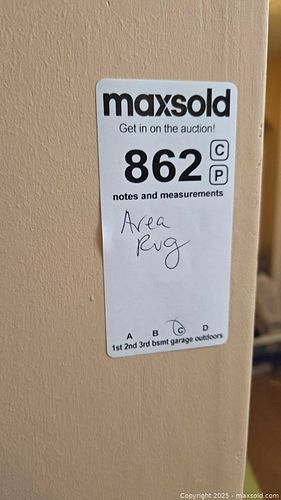 maxsold
Get in on the auction!
862 C
P
notes and measurements
Area
Rug
A B C D
1st 2nd 3rd bsmt garage outdoors
Copyright 2025 - maxsold.com